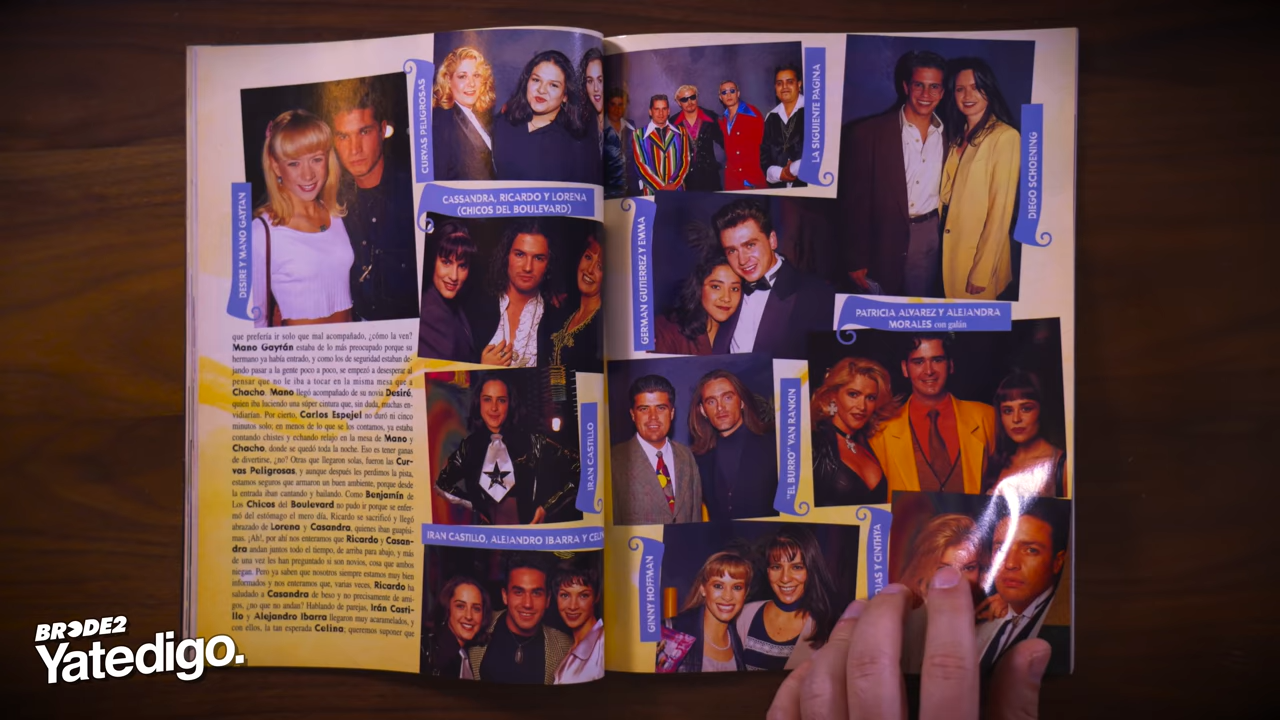 DESIRE Y MANO GAYTAN
CURVAS PELIGROSAS
CASSANDRA, RICARDO Y LORENA
(CHICOS DEL BOULEVARD)
que prefería ir solo que mal acompañado, ¿cómo la ven?
Mano Gaytán estaba de lo más preocupado porque su
hermano ya había entrado, y como los de seguridad estaban de-
jando pasar a la gente poco a poco, se empezó a desesperar al
pensar que no le iba a tocar en la misma mesa que a
Chacho. Mano llegó acompañado de su novia Desiré,
quien iba luciendo una súper cintura que, sin duda, muchas en-
vidiarían. Por cierto, Carlos Espejel no duró ni cinco
minutos solo; en menos de lo que se los contamos, ya estaba
contando chistes y echando relajo en la mesa de Mano y
Chacho, donde se quedó toda la noche. Eso es tener ganas
de divertirse, ¿no? Otras que llegaron solas, fueron las Cur-
vas Peligrosas, y aunque después les perdimos la pista,
estamos seguros que armaron un buen ambiente, porque desde
la entrada iban cantando y bailando. Como Benjamín de
Los Chicos del Boulevard no pudo ir porque se enfer-
mó del estómago el mero día, Ricardo se sacrificó y llegó
abrazado de Lorena y Casandra, quienes iban guapísi-
mas. ¡Ah!, por ahí nos enteramos que Ricardo y Casan-
dra andan juntos todo el tiempo, de arriba para abajo, y más
de una vez les han preguntado si son novios, cosa que ambos
niegan. Pero ya saben que nosotros siempre estamos muy bien
informados y nos enteramos que, varias veces, Ricardo ha
saludado a Casandra de beso y no precisamente de ami-
gos, ¿no que no andan? Hablando de parejas, Irán Casti-
llo y Alejandro Ibarra llegaron muy acaramelados, y
con ellos, la tan esperada Celina; queremos suponer que
IRAN CASTILLO
IRAN CASTILLO, ALEJANDRO IBARRA Y CELI
LA SIGUIENTE PAGINA
DIEGO SCHOENING
GERMAN GUTIERREZ Y EMMA
PATRICIA ALVAREZ Y ALEJANDRA
MORALES con galán
"EL BURRO" VAN RANKIN
GINNY HOFFMAN
OJAS Y CINTHYA
BRODE2
Yatedigo.